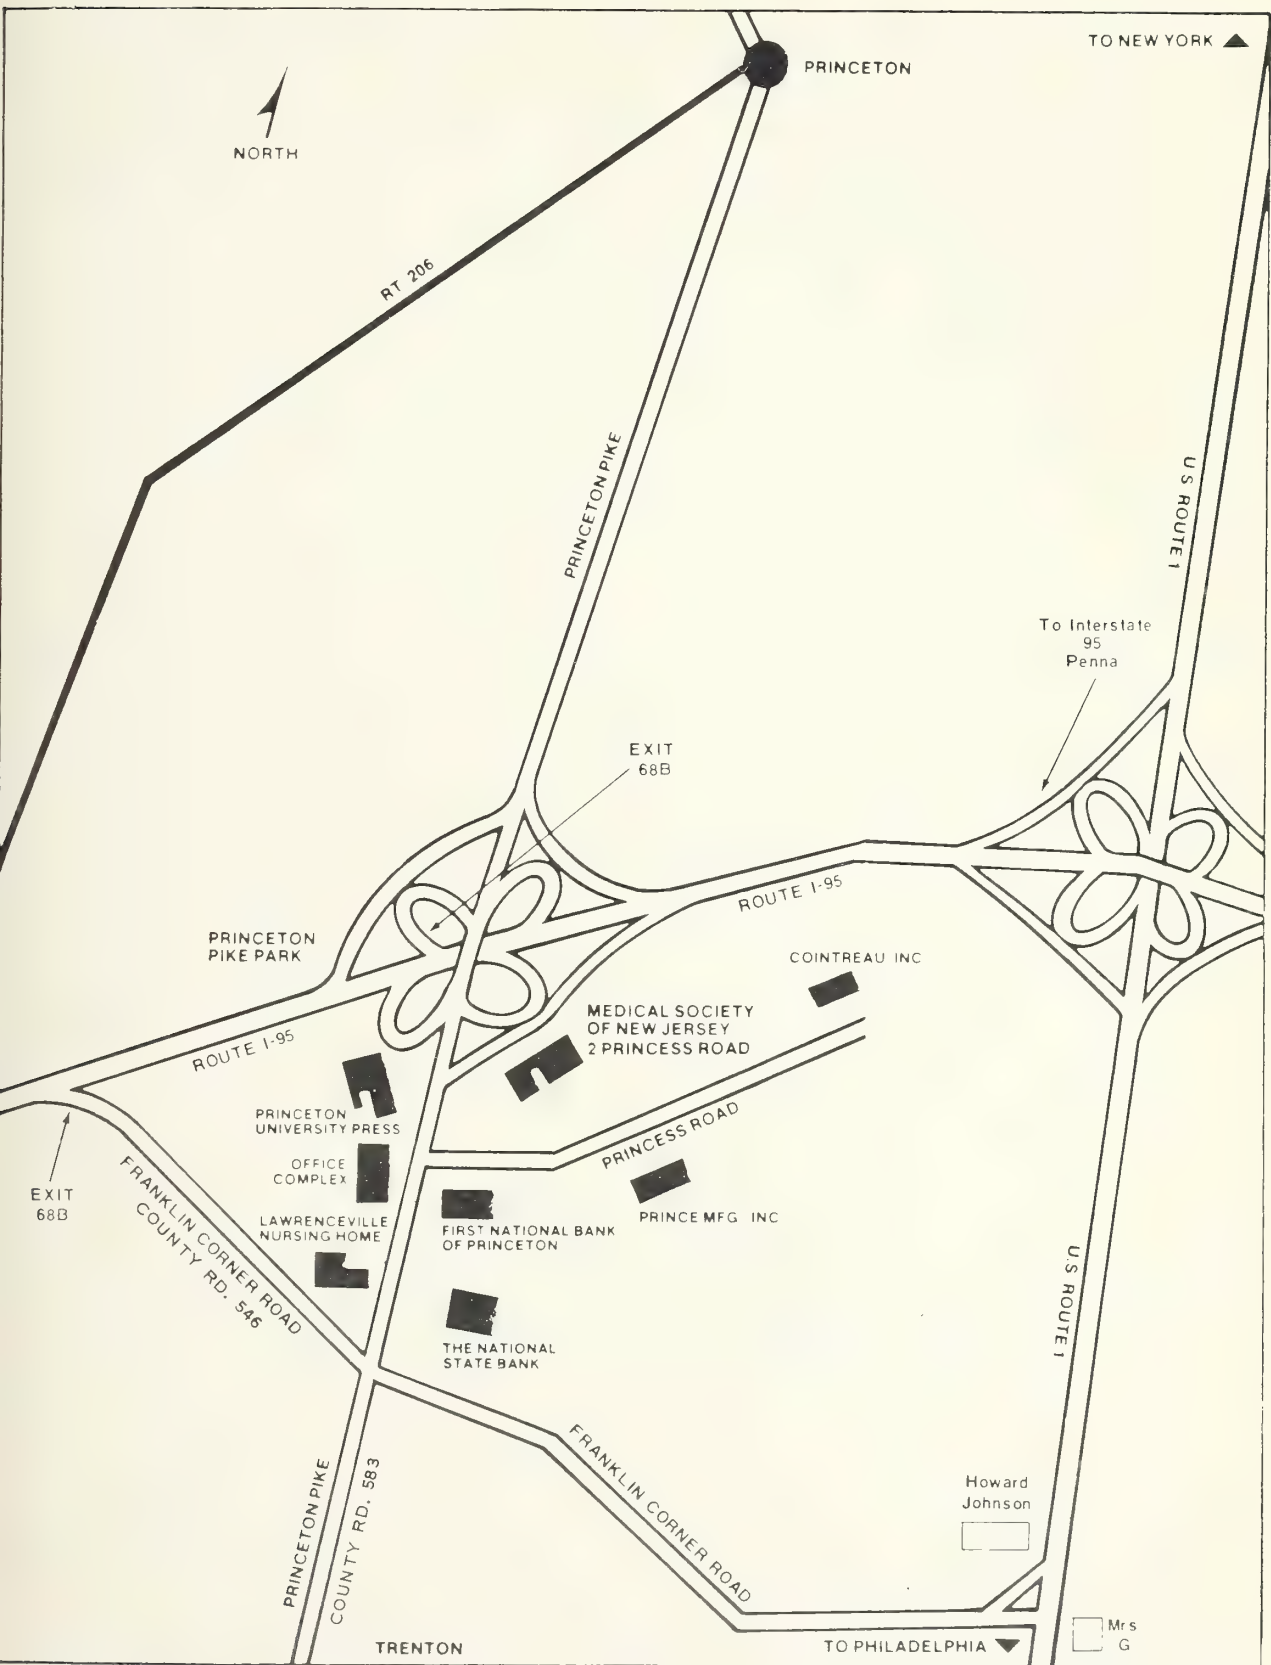 TO NEW YORK
PRINCETON
NORTH
RT 206
PRINCETON PIKE
U S ROUTE 1
To Interstate
95
Penna
EXIT
68B
ROUTE I-95
PRINCETON
PIKE PARK
COINTREAU INC
MEDICAL SOCIETY
OF NEW JERSEY
2 PRINCESS ROAD
ROUTE I-95
PRINCETON
UNIVERSITY PRESS
PRINCESS ROAD
OFFICE
COMPLEX
EXIT
68B
FRANKLIN CORNER ROAD
COUNTY RD. 546
LAWRENCEVILLE
NURSING HOME
FIRST NATIONAL BANK
OF PRINCETON
PRINCE MFG INC
U.S ROUTE 1
THE NATIONAL
STATE BANK
PRINCETON PIKE
COUNTY RD. 583
FRANKLIN CORNER ROAD
Howard
Johnson
TRENTON
TO PHILADELPHIA
Mrs
G